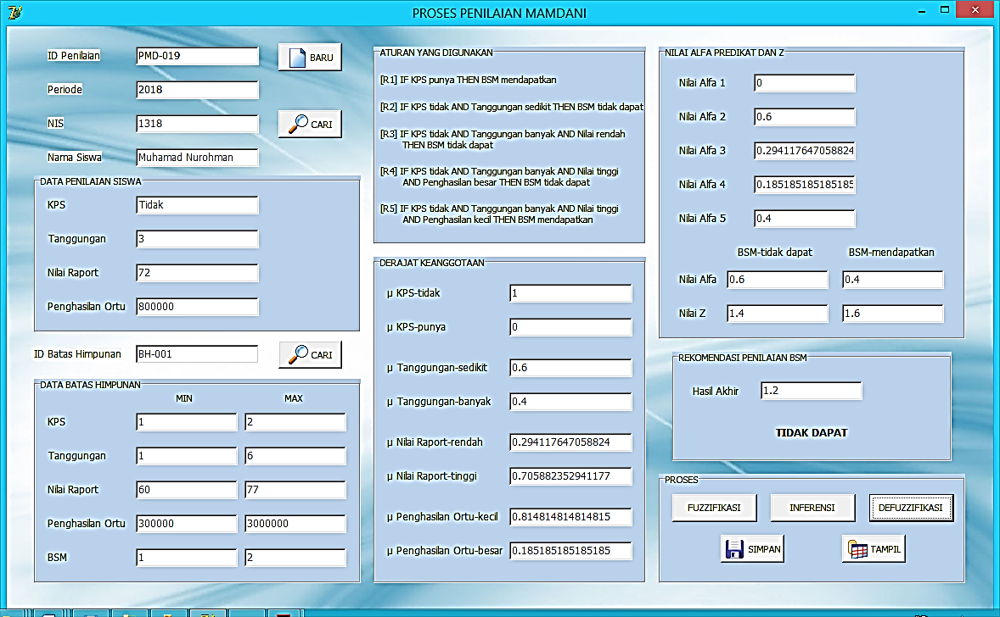 PROSES PENILAIAN MAMDANI
ID Penilaian PMD-019 BARU
Periode 2018
NIS 1318 CARI
Nama Siswa Muhamad Nurohman
DATA PENILAIAN SISWA
KPS Tidak
Tanggungan 3
Nilai Raport 72
Penghasilan Ortu 800000
ID Batas Himpunan BH-001 CARI
DATA BATAS HIMPUNAN
MIN MAX
KPS 1 2
Tanggungan 1 6
Nilai Raport 60 77
Penghasilan Ortu 300000 3000000
BSM 1 2
ATURAN YANG DIGUNAKAN
[R1] IF KPS punya THEN BSM mendapatkan
[R2] IF KPS tidak AND Tanggungan sedikit THEN BSM tidak dapat
[R3] IF KPS tidak AND Tanggungan banyak AND Nilai rendah
THEN BSM tidak dapat
[R4] IF KPS tidak AND Tanggungan banyak AND Nilai tinggi
AND Penghasilan besar THEN BSM tidak dapat
[R5] IF KPS tidak AND Tanggungan banyak AND Nilai tinggi
AND Penghasilan kecil THEN BSM mendapatkan
DERAJAT KEANGGOTAAN
µ KPS-tidak 1
µ KPS-punya 0
µ Tanggungan-sedikit 0.6
µ Tanggungan-banyak 0.4
µ Nilai Raport-rendah 0.294117647058824
µ Nilai Raport-tinggi 0.705882352941177
µ Penghasilan Ortu-kecil 0.814814814814815
µ Penghasilan Ortu-besar 0.185185185185185
NILAI ALFA PREDIKAT DAN Z
Nilai Alfa 1 0
Nilai Alfa 2 0.6
Nilai Alfa 3 0.294117647058824
Nilai Alfa 4 0.185185185185185
Nilai Alfa 5 0.4
BSM-tidak dapat BSM-mendapatkan
Nilai Alfa 0.6 0.4
Nilai Z 1.4 1.6
REKOMENDASI PENILAIAN BSM
Hasil Akhir 1.2
TIDAK DAPAT
PROSES
FUZZIFIKASI INFERENSI DEFUZZIFIKASI
SIMPAN TAMPIL